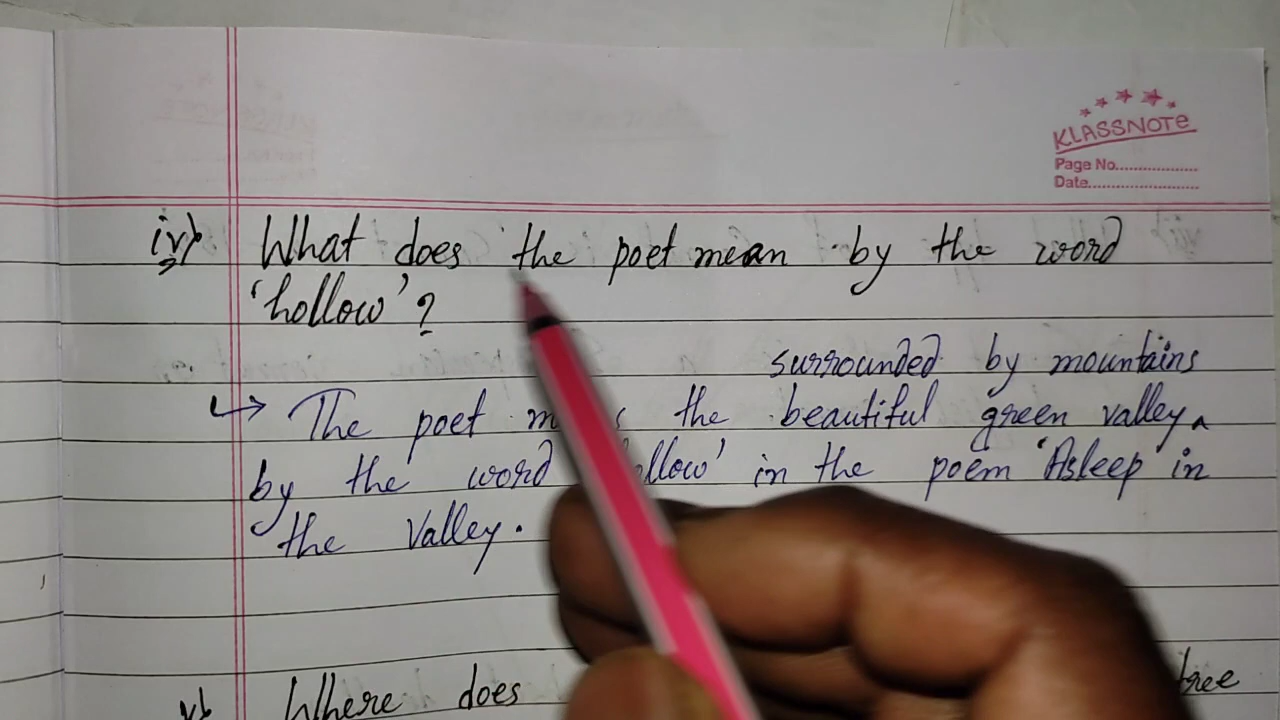 KLASSNOTE
Page No..................
Date........................
iv) What does the poet mean by the word
'hollow'?
surrounded by mountains
↳ The poet the beautiful green valley
by the word in the poem 'Asleep in
the Valley.
v) Where does tree